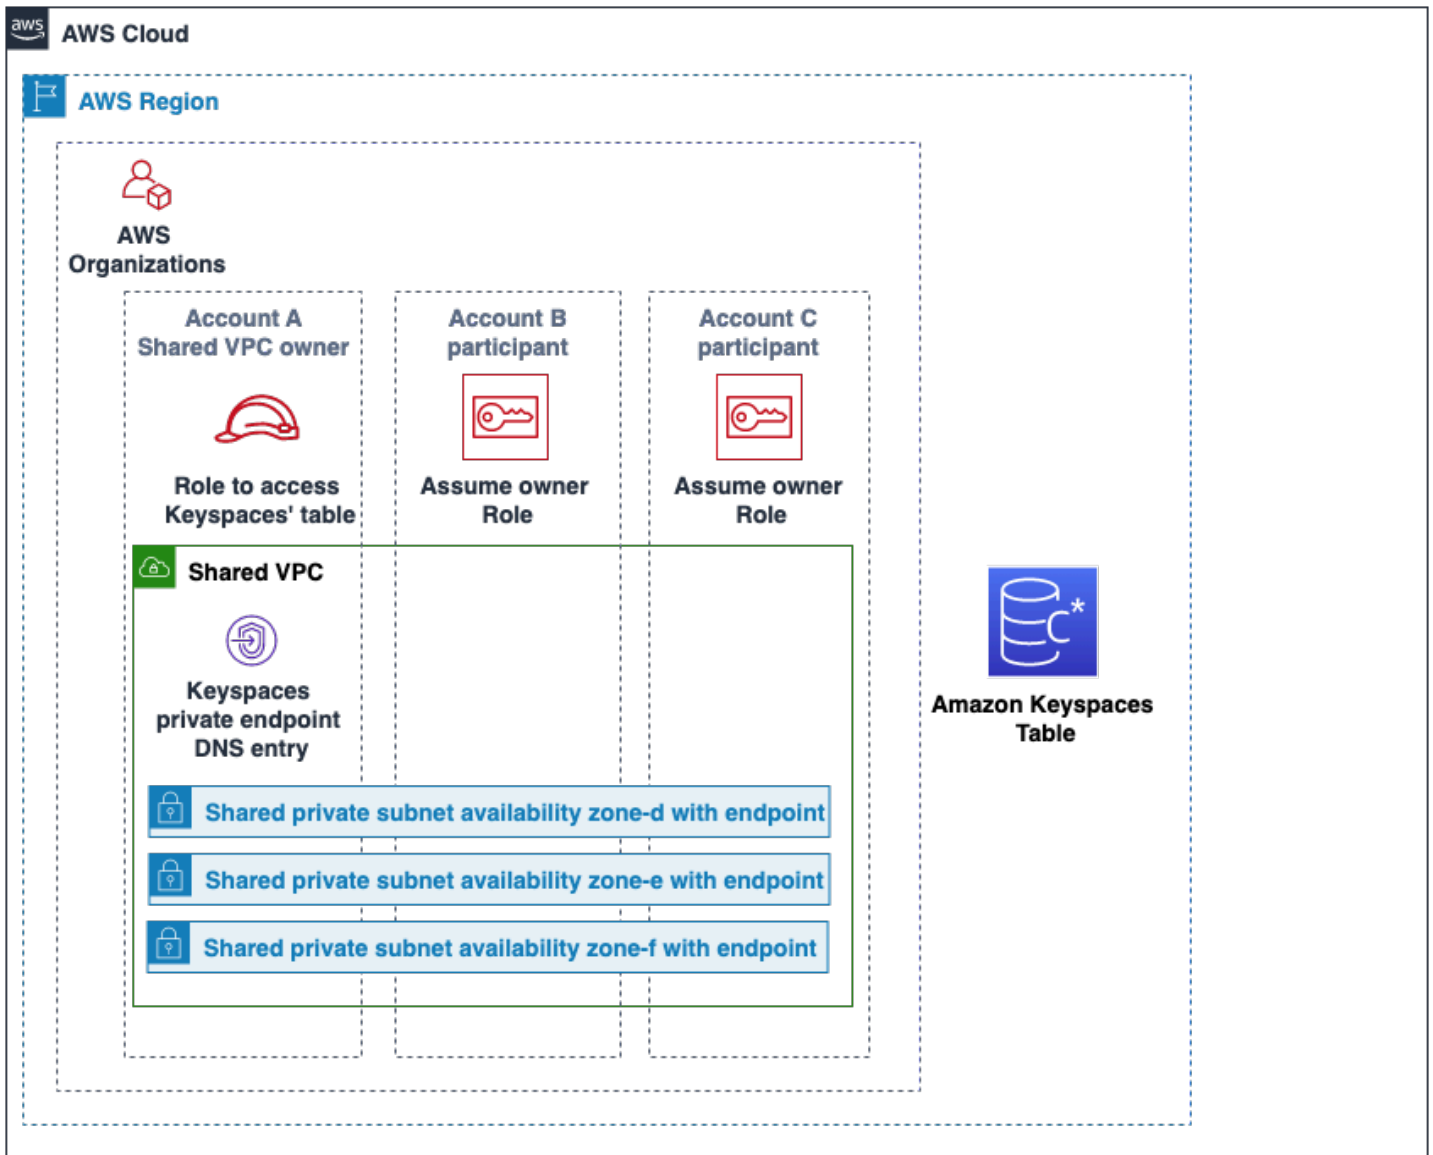 aws
AWS Cloud
AWS Region
AWS
Organizations
Account A
Shared VPC owner
Role to access
Keyspaces' table
Account B
participant
Assume owner
Role
Account C
participant
Assume owner
Role
Shared VPC
Keyspaces
private endpoint
DNS entry
Shared private subnet availability zone-d with endpoint
Shared private subnet availability zone-e with endpoint
Shared private subnet availability zone-f with endpoint
C*
Amazon Keyspaces
Table